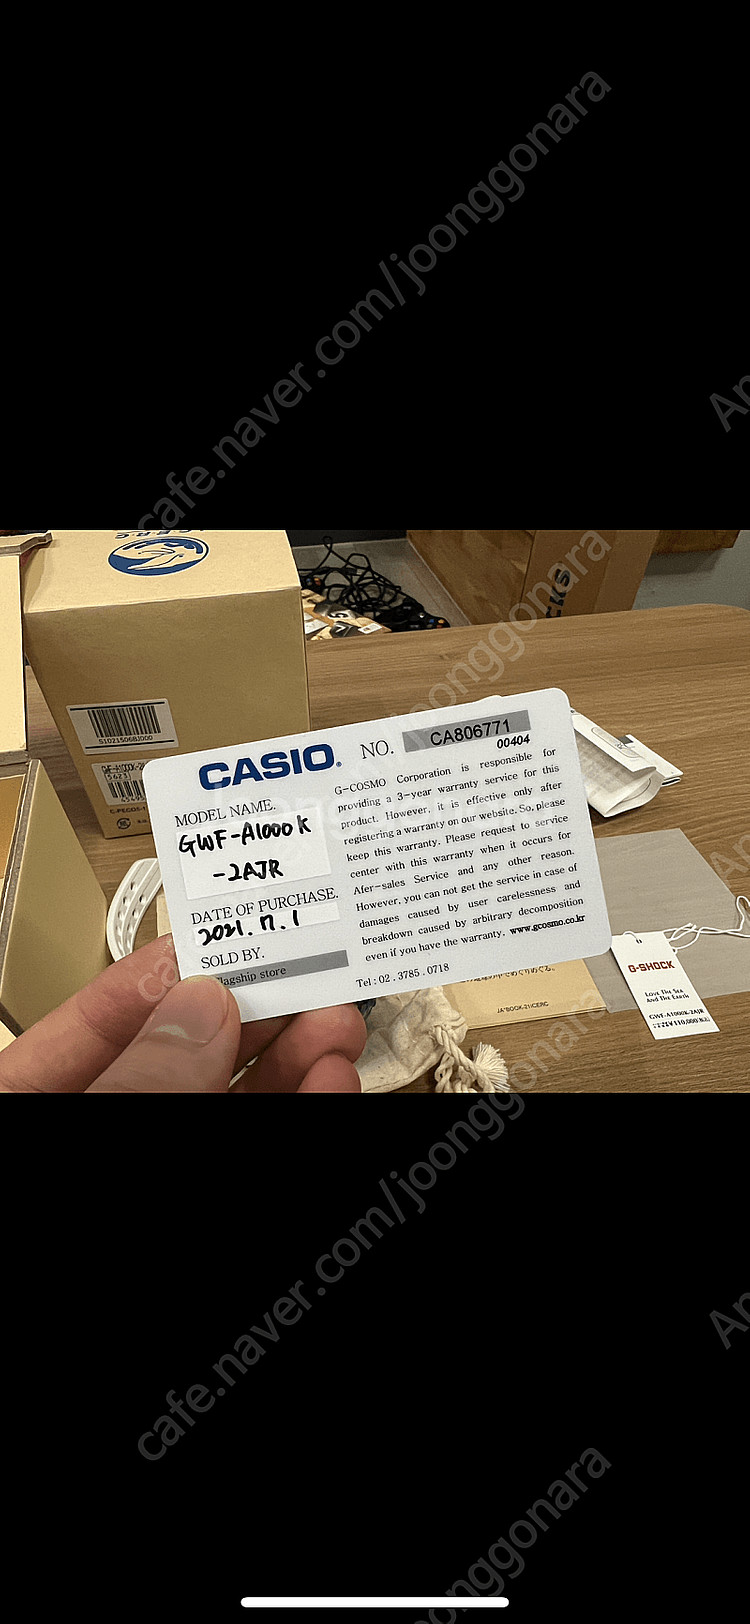 cafe.naver.com/joonggonara
I.C.E.R.C
S1021506BJ000
CASIO®
NO. CA806771
00404
MODEL NAME.
GWF-A1000K
-2AJR
DATE OF PURCHASE.
2021. 7. 1
SOLD BY.
Flagship store
G-COSMO Corporation is responsible for
providing a 3-year warranty service for this
product. However, it is effective only after
registering a warranty on our website. So, please
keep this warranty. Please request to service
center with this warranty when it occurs for
Afer-sales Service and any other reason.
However, you can not get the service in case of
damages caused by user carelessness and
breakdown caused by arbitrary decomposition
even if you have the warranty. www.gcosmo.co.kr
Tel : 02 . 3785 . 0718
G-SHOCK
LOVE THE SEA
AND THE EARTH
GWF-A1000K-2AJR
JA*BOOK-21ICERC
cafe.naver.com/joonggonara